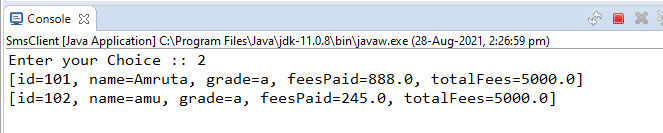 Console
SmsClient [Java Application] C:\Program Files\Java\jdk-11.0.8\bin\javaw.exe (28-Aug-2021, 2:26:59 pm)
Enter your Choice :: 2
[id=101, name=Amruta, grade=a, feesPaid=888.0, totalFees=5000.0]
[id=102, name=amu, grade=a, feesPaid=245.0, totalFees=5000.0]